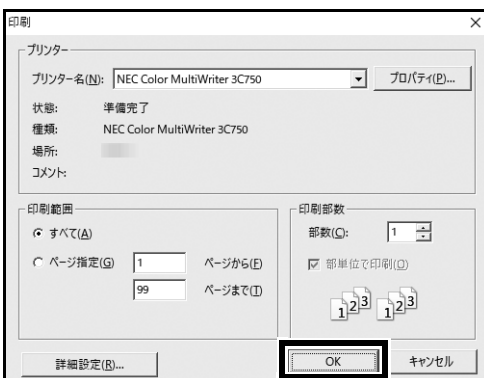 印刷
プリンター
プリンター名(N): NEC Color MultiWriter 3C750 プロパティ(P)...
状態: 準備完了
種類: NEC Color MultiWriter 3C750
場所:
コメント:
印刷範囲
すべて(A)
ページ指定(G) 1 ページから(F)
99 ページまで(T)
印刷部数
部数(C): 1
部単位で印刷(O)
1 2 3 1 2 3
詳細設定(R)... OK キャンセル